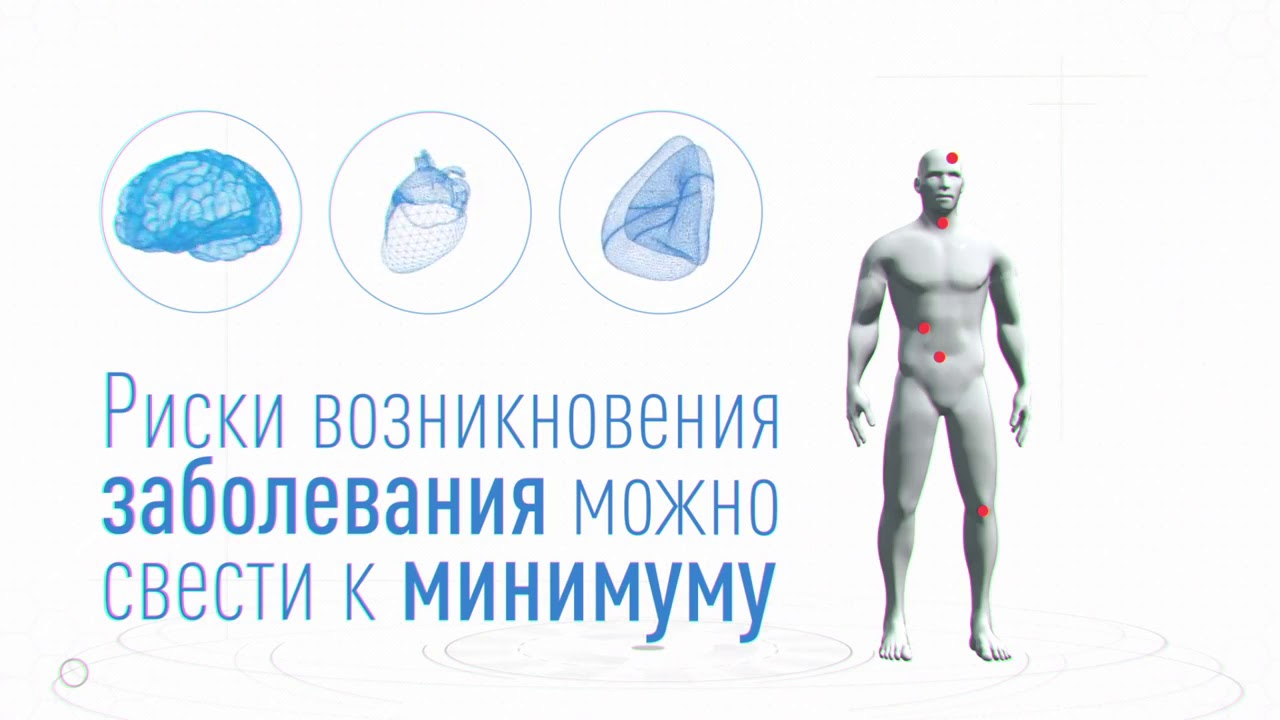 Риски возникновения
заболевания можно
свести к минимуму